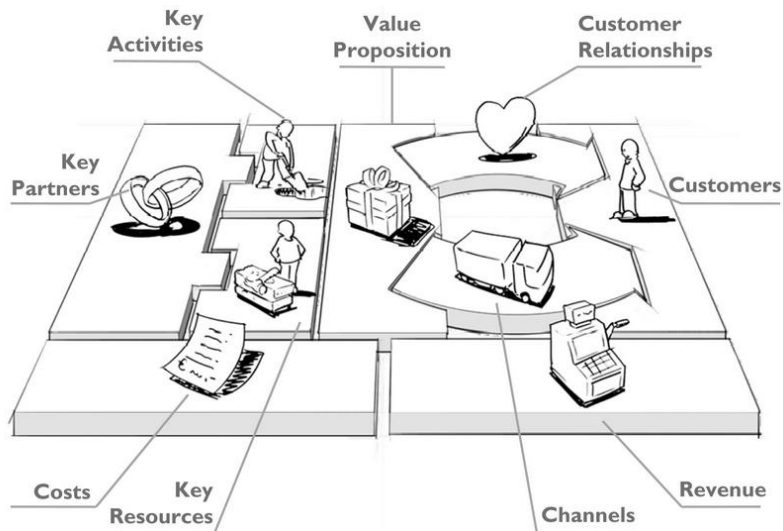 Key
Activities
Value
Proposition
Customer
Relationships
Key
Partners
Customers
Costs
Key
Resources
Channels
Revenue